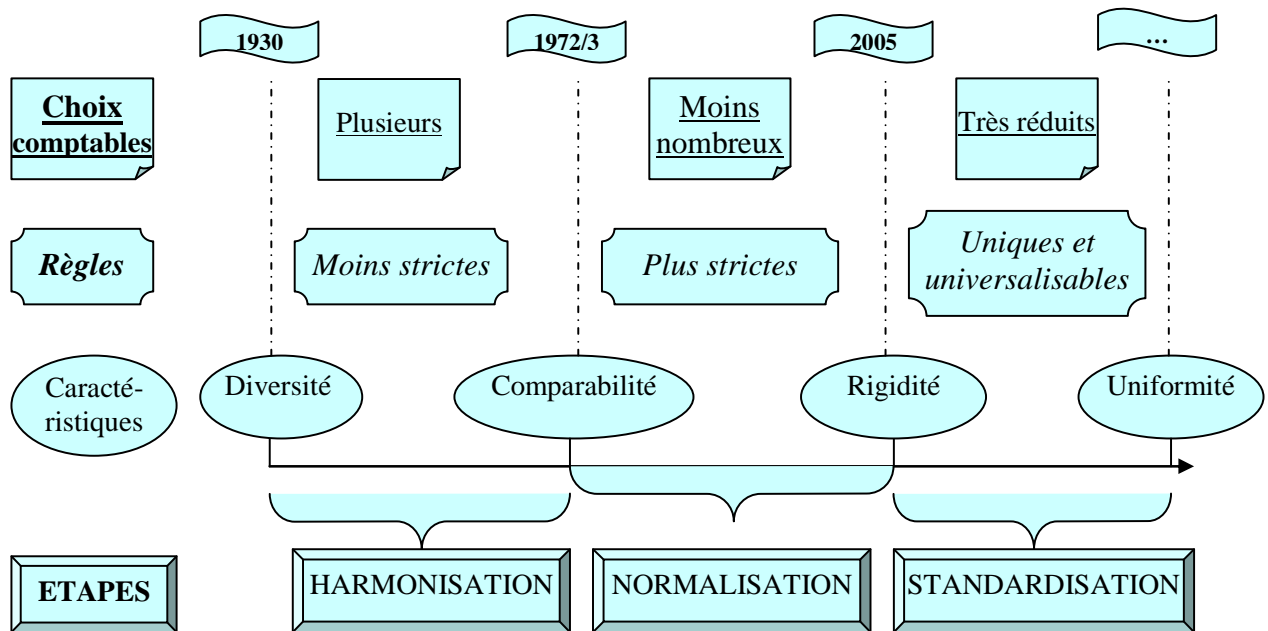 1930
1972/3
2005
…
Choix
comptables
Plusieurs
Moins
nombreux
Très réduits
Règles
Moins strictes
Plus strictes
Uniques et
universalisables
Caracté-
ristiques
Diversité
Comparabilité
Rigidité
Uniformité
ETAPES
HARMONISATION
NORMALISATION
STANDARDISATION